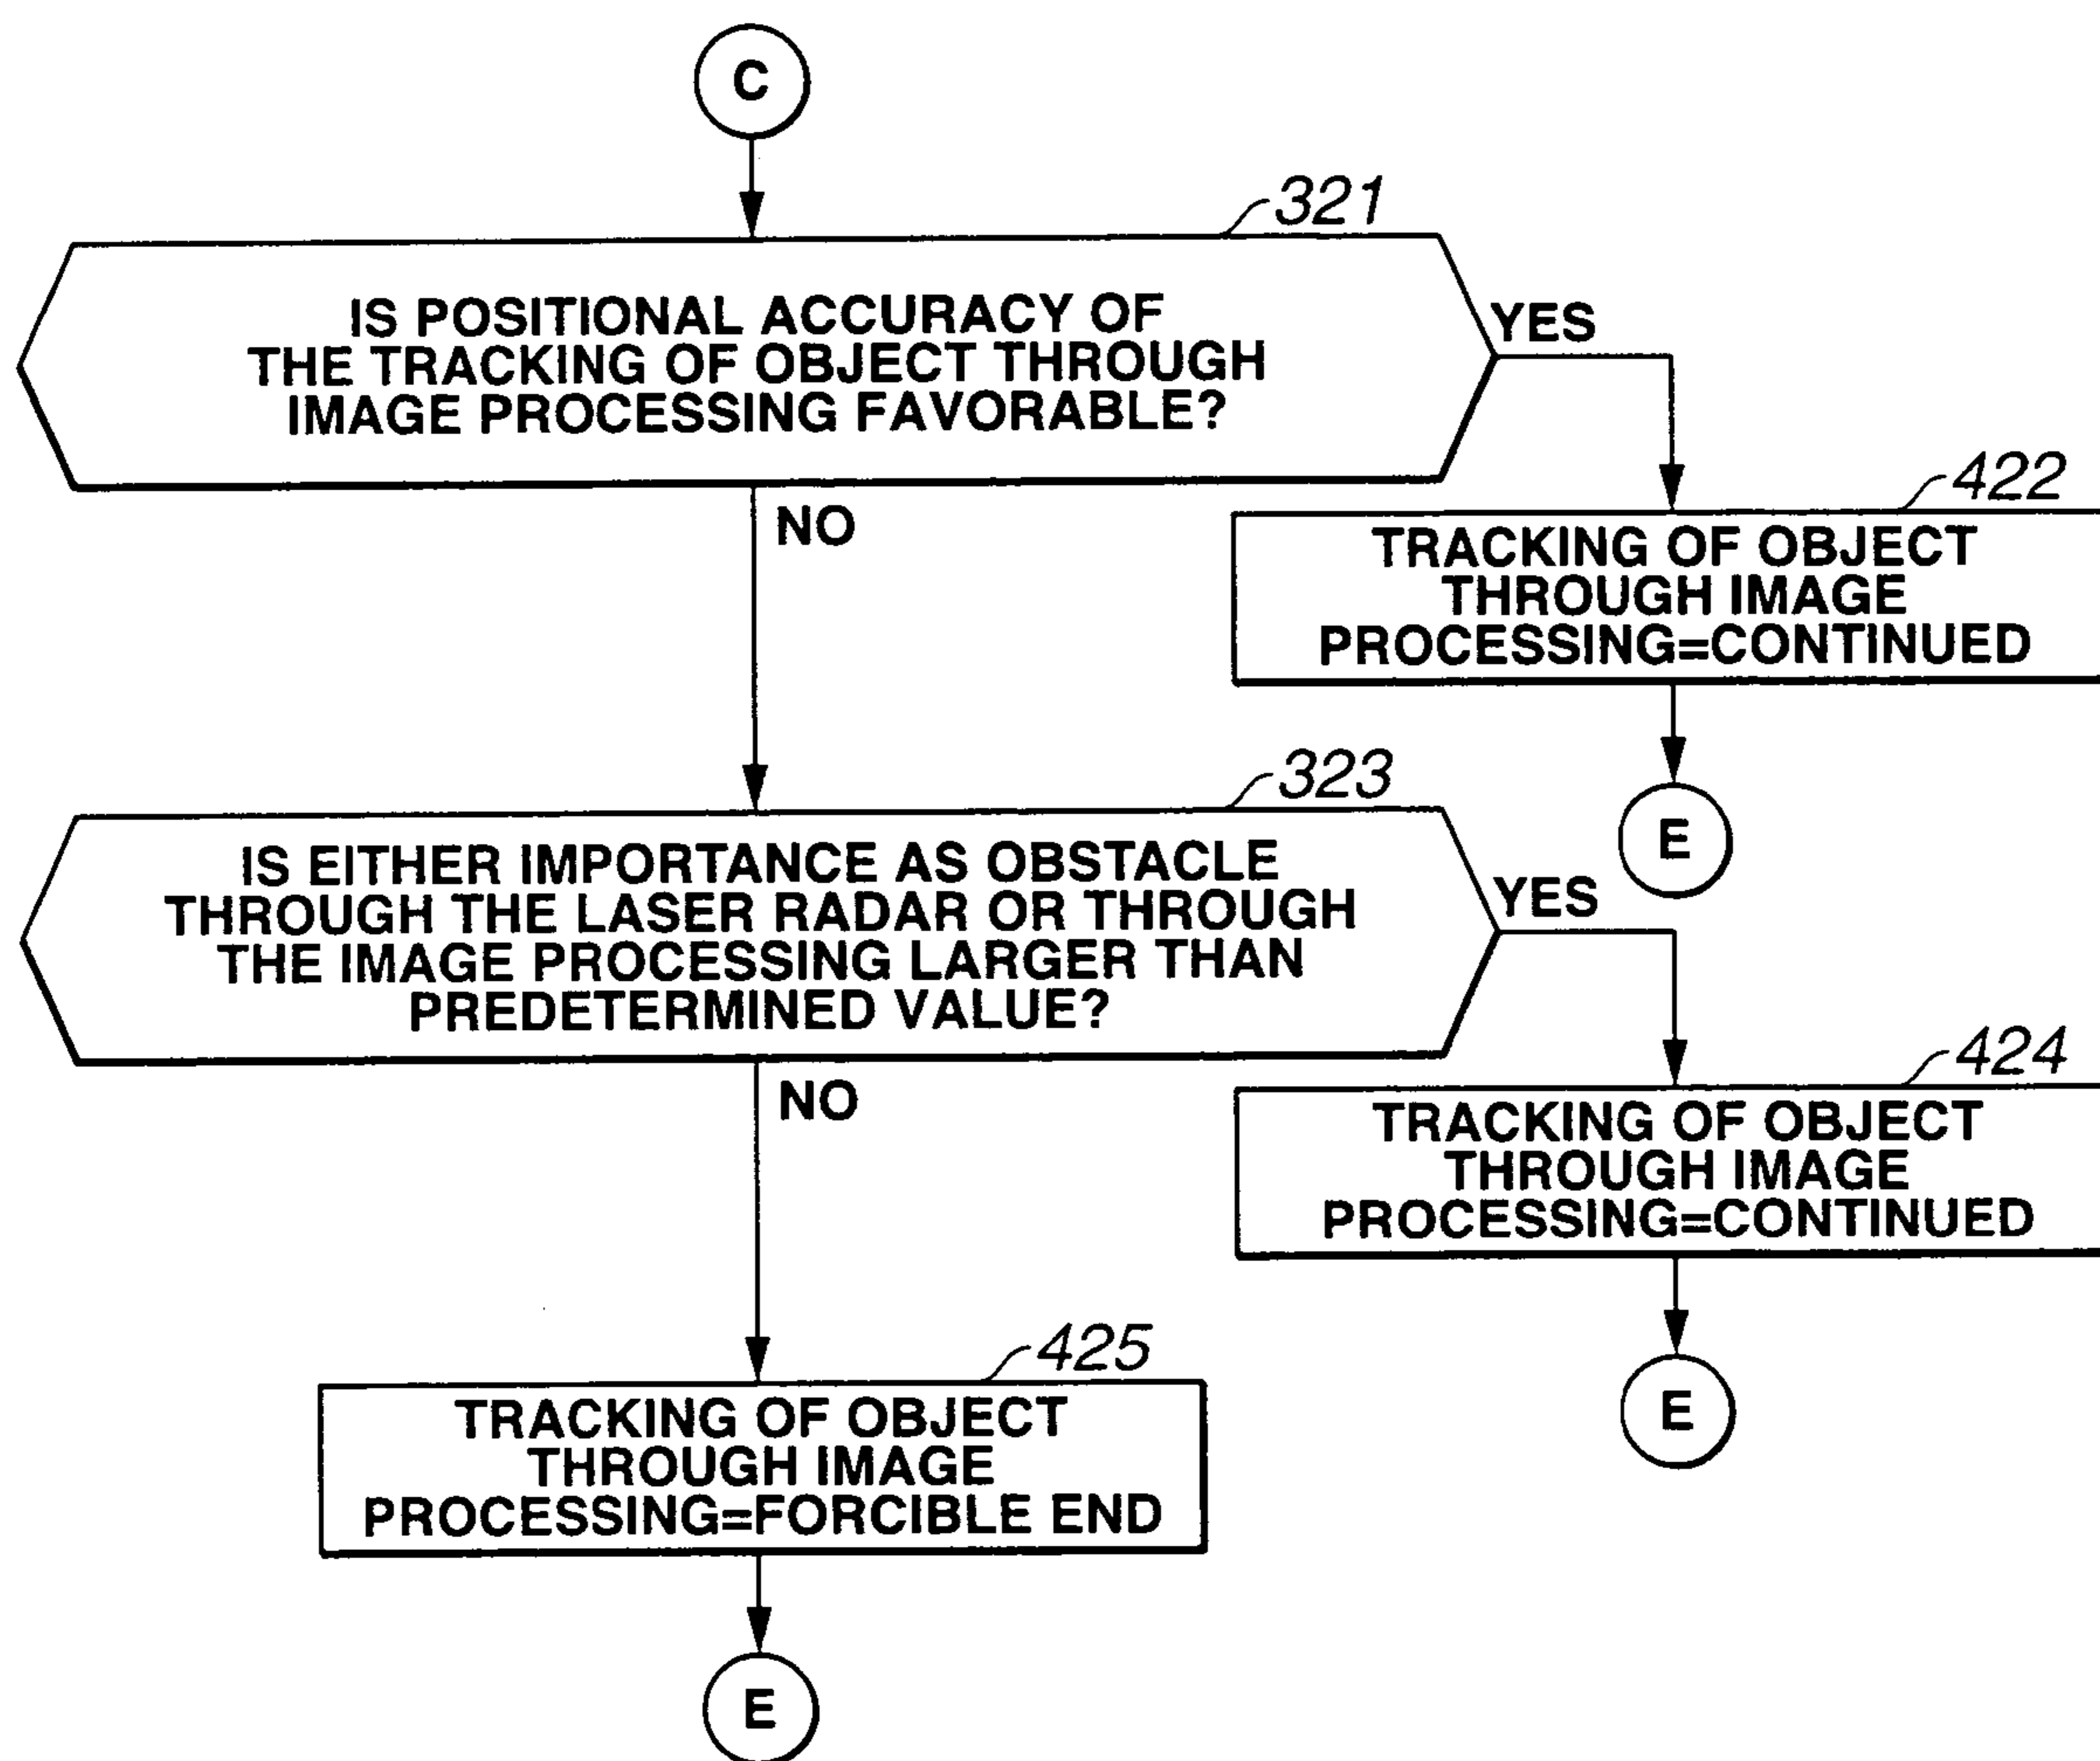 C
321
IS POSITIONAL ACCURACY OF
THE TRACKING OF OBJECT THROUGH
IMAGE PROCESSING FAVORABLE?
YES
NO
422
TRACKING OF OBJECT
THROUGH IMAGE
PROCESSING=CONTINUED
E
323
IS EITHER IMPORTANCE AS OBSTACLE
THROUGH THE LASER RADAR OR THROUGH
THE IMAGE PROCESSING LARGER THAN
PREDETERMINED VALUE?
YES
NO
424
TRACKING OF OBJECT
THROUGH IMAGE
PROCESSING=CONTINUED
E
425
TRACKING OF OBJECT
THROUGH IMAGE
PROCESSING=FORCIBLE END
E